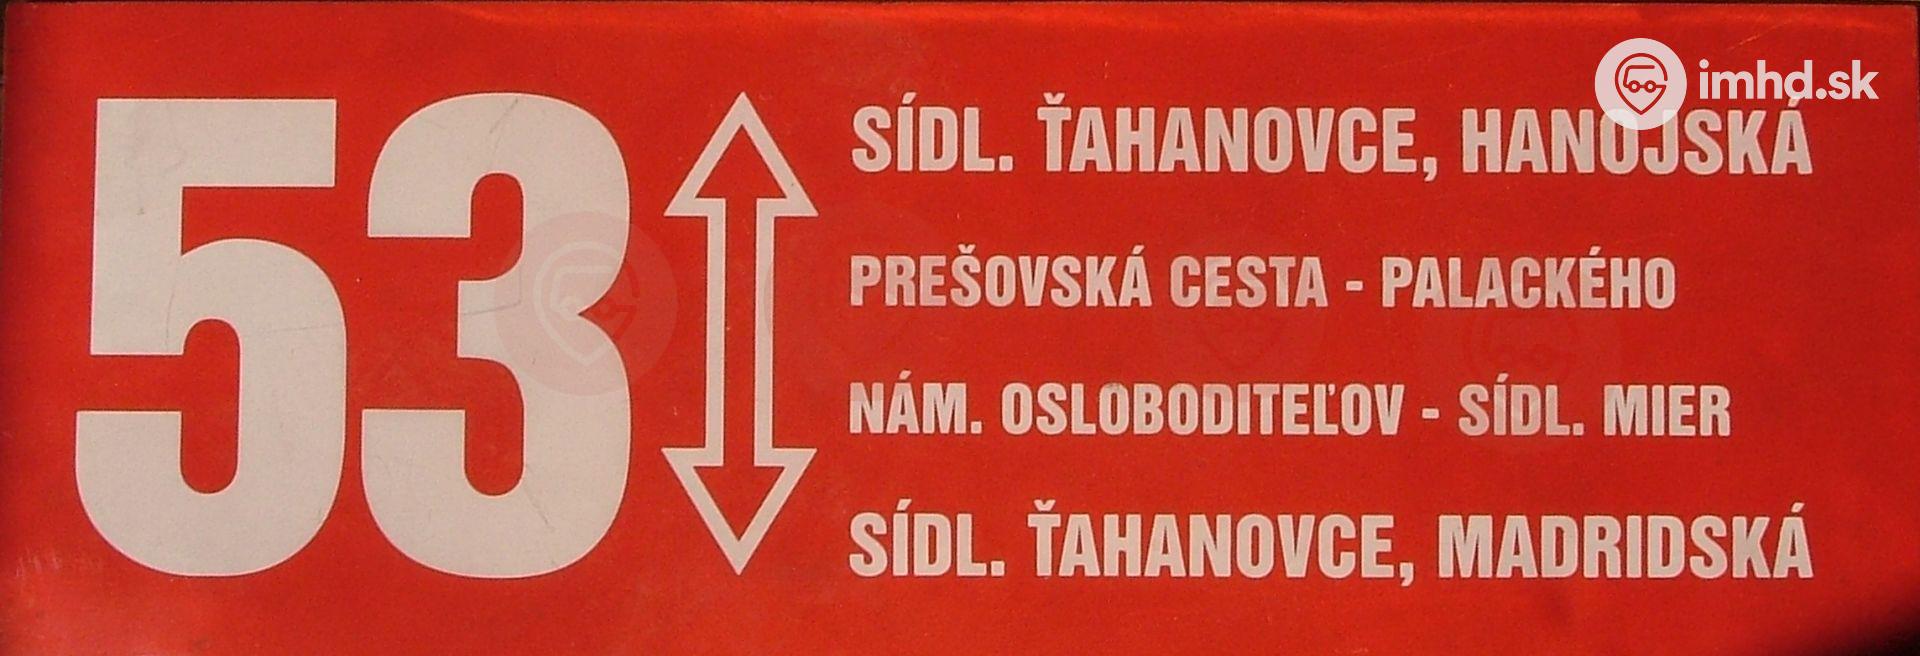 imhd.sk
53
SÍDL. ŤAHANOVCE, HANOJSKÁ
PREŠOVSKÁ CESTA - PALACKÉHO
NÁM. OSLOBODITEĽOV - SÍDL. MIER
SÍDL. ŤAHANOVCE, MADRIDSKÁ